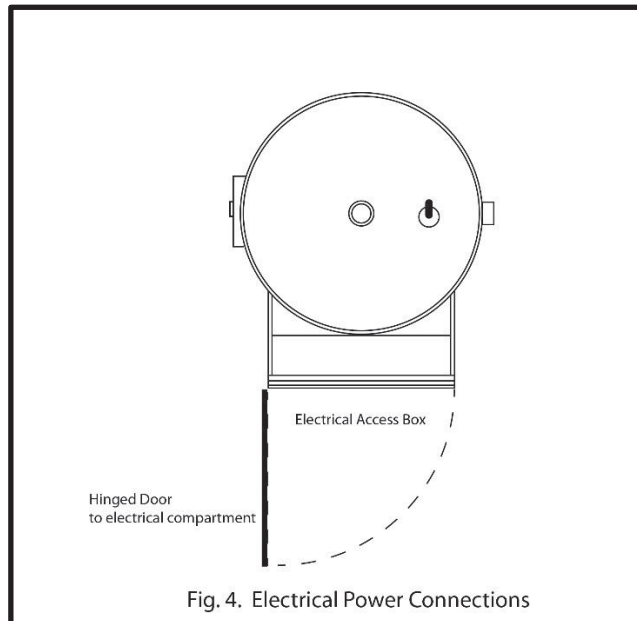 Electrical Access Box
Hinged Door
to electrical compartment
Fig. 4. Electrical Power Connections